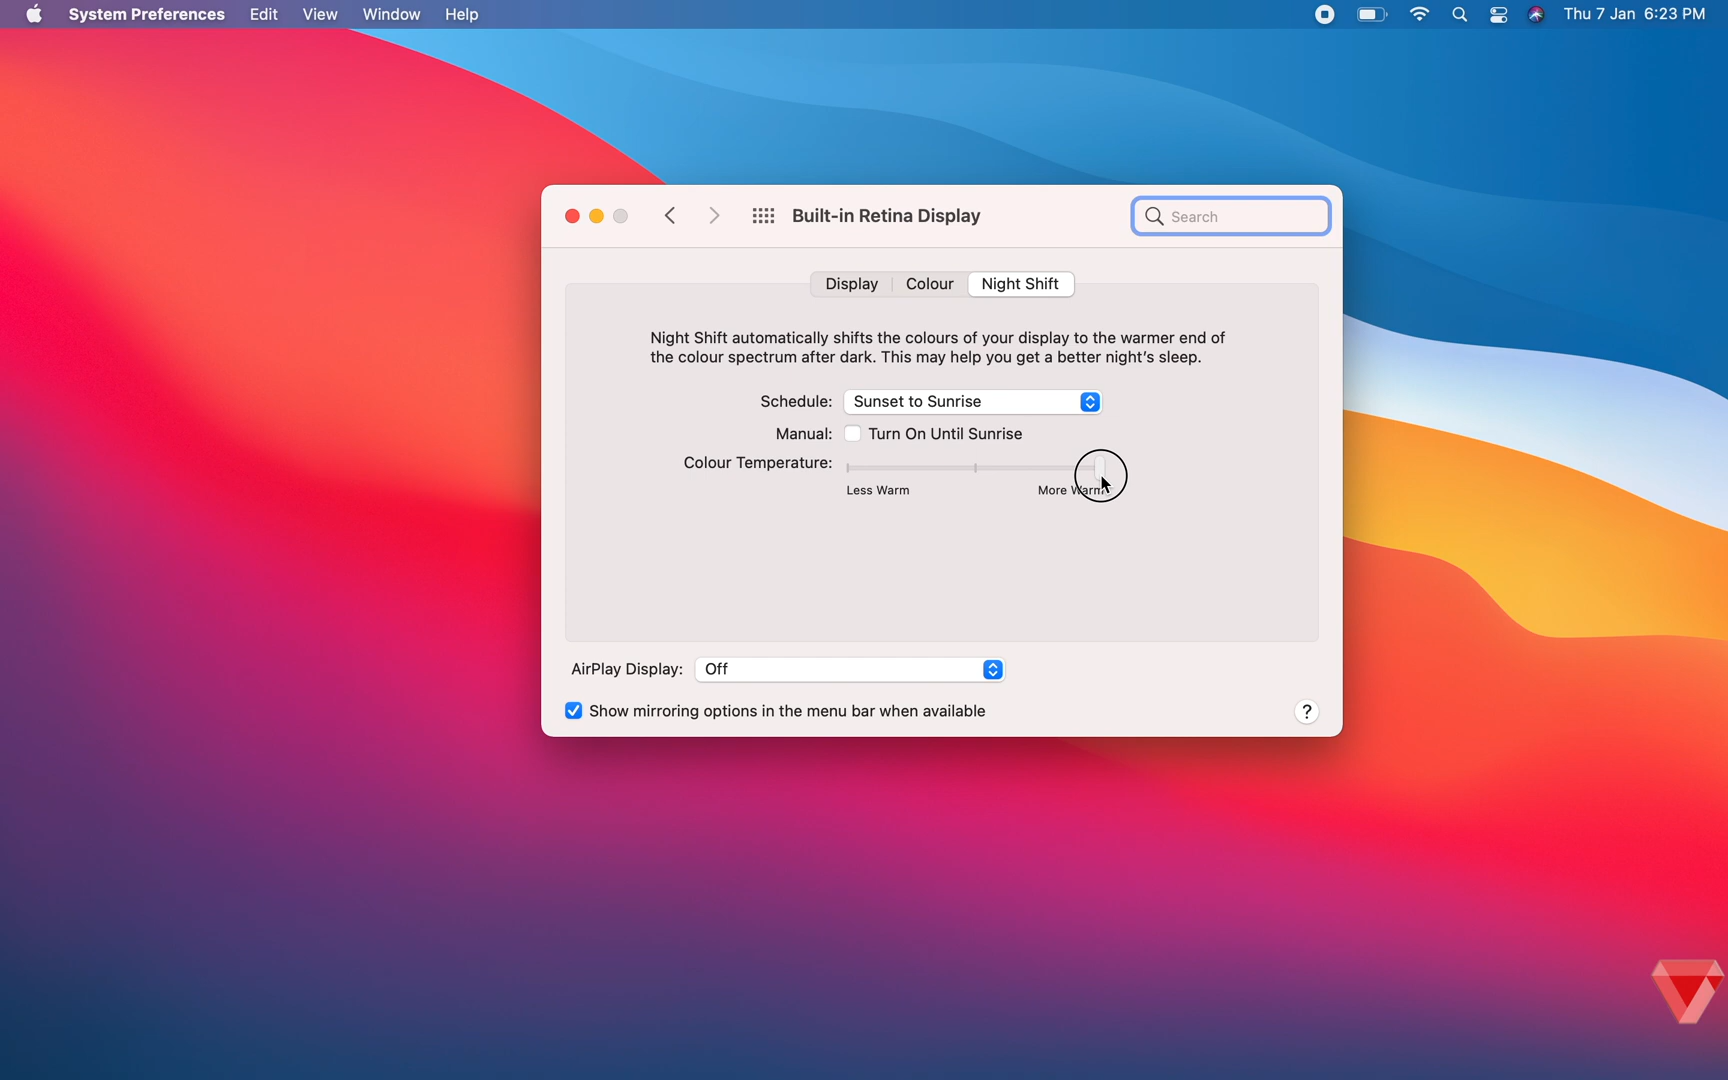 System Preferences Edit View Window Help Thu 7 Jan 6:23 PM
Built-in Retina Display Search
Display Colour Night Shift
Night Shift automatically shifts the colours of your display to the warmer end of
the colour spectrum after dark. This may help you get a better night's sleep.
Schedule: Sunset to Sunrise
Manual: Turn On Until Sunrise
Colour Temperature:
Less Warm More Warm
AirPlay Display: Off
Show mirroring options in the menu bar when available ?